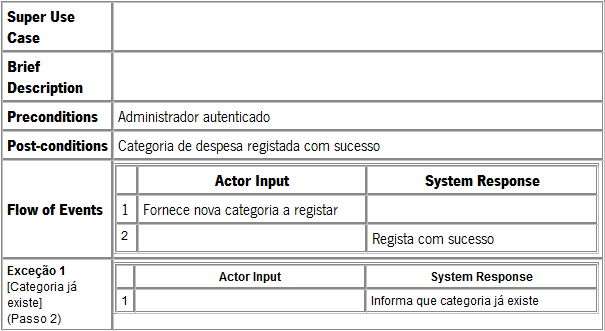 Super Use
Case
Brief
Description
Preconditions Administrador autenticado
Post-conditions Categoria de despesa registada com sucesso
Flow of Events
Actor Input System Response
1 Fornece nova categoria a registar
2 Regista com sucesso
Exceção 1
[Categoria já
existe]
(Passo 2)
Actor Input System Response
1 Informa que categoria já existe